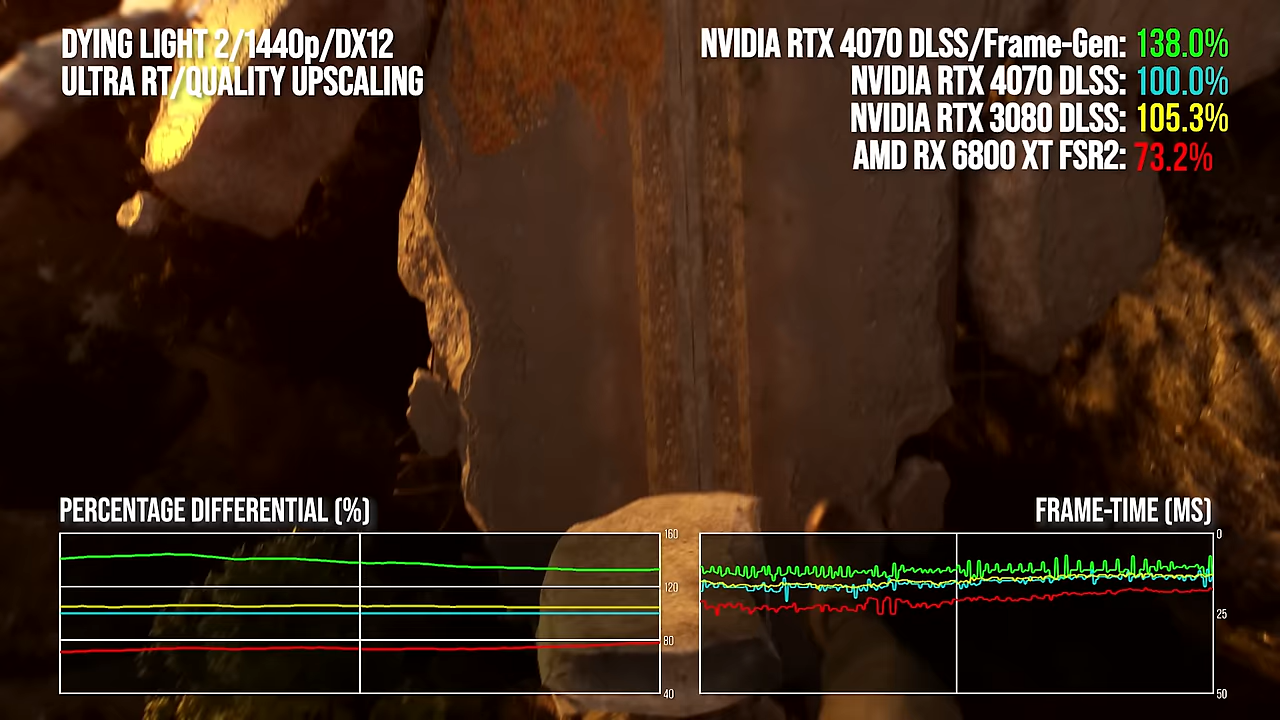 DYING LIGHT 2/1440p/DX12
ULTRA RT/QUALITY UPSCALING
NVIDIA RTX 4070 DLSS/Frame-Gen: 138.0%
NVIDIA RTX 4070 DLSS: 100.0%
NVIDIA RTX 3080 DLSS: 105.3%
AMD RX 6800 XT FSR2: 73.2%
PERCENTAGE DIFFERENTIAL (%)
160
120
80
40
FRAME-TIME (MS)
0
25
50